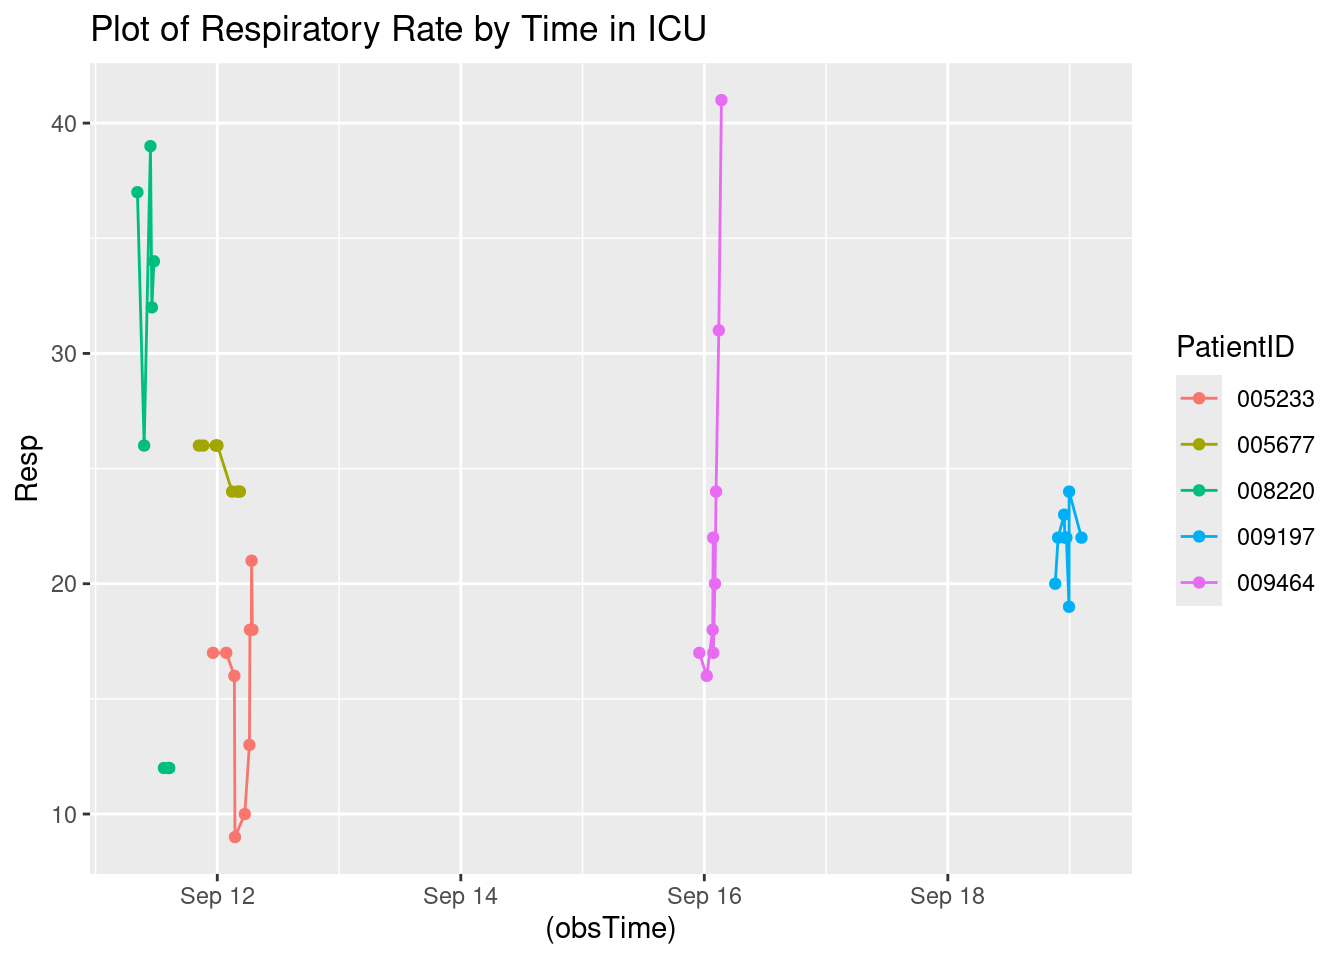 Plot of Respiratory Rate by Time in ICU
Resp
40
30
20
10
Sep 12
Sep 14
Sep 16
Sep 18
(obsTime)
PatientID
005233
005677
008220
009197
009464